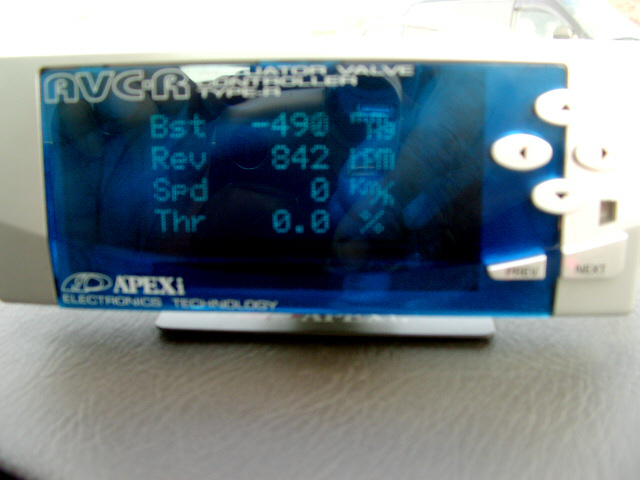 AVC-R ACTUATOR VALVE
CONTROLLER
TYPE-R
Bst -490 mmHg
Rev 842 RPM
Spd 0 Km/h
Thr 0.0 %
PREV NEXT
APEXi
ELECTRONICS TECHNOLOGY